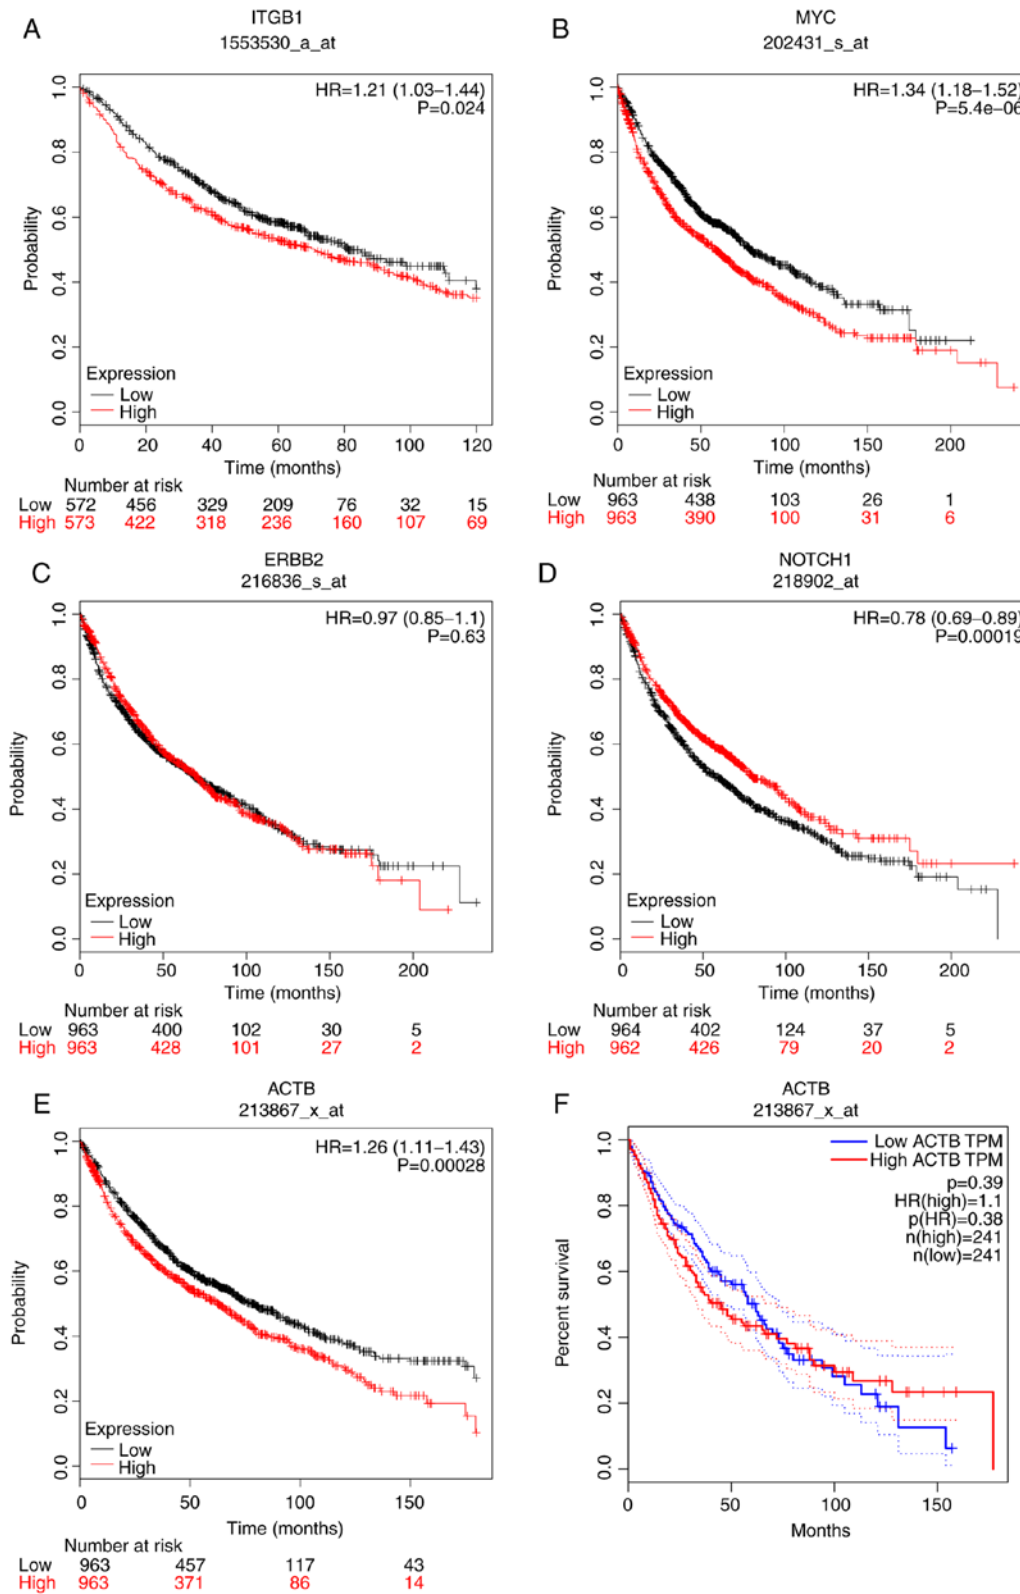 A
ITGB1
1553530_a_at
HR=1.21 (1.03–1.44)
P=0.024
Probability
1.0
0.8
0.6
0.4
0.2
0.0
Expression
Low
High
0 20 40 60 80 100 120
Time (months)
Number at risk
Low 572 456 329 209 76 32 15
High 573 422 318 236 160 107 69
B
MYC
202431_s_at
HR=1.34 (1.18–1.52)
P=5.4e–06
Probability
1.0
0.8
0.6
0.4
0.2
0.0
Expression
Low
High
0 50 100 150 200
Time (months)
Number at risk
Low 963 438 103 26 1
High 963 390 100 31 6
C
ERBB2
216836_s_at
HR=0.97 (0.85–1.1)
P=0.63
Probability
1.0
0.8
0.6
0.4
0.2
0.0
Expression
Low
High
0 50 100 150 200
Time (months)
Number at risk
Low 963 400 102 30 5
High 963 428 101 27 2
D
NOTCH1
218902_at
HR=0.78 (0.69–0.89)
P=0.00019
Probability
1.0
0.8
0.6
0.4
0.2
0.0
Expression
Low
High
0 50 100 150 200
Time (months)
Number at risk
Low 964 402 124 37 5
High 962 426 79 20 2
E
ACTB
213867_x_at
HR=1.26 (1.11–1.43)
P=0.00028
Probability
1.0
0.8
0.6
0.4
0.2
0.0
Expression
Low
High
0 50 100 150
Time (months)
Number at risk
Low 963 457 117 43
High 963 371 86 14
F
ACTB
213867_x_at
Low ACTB TPM
High ACTB TPM
p=0.39
HR(high)=1.1
p(HR)=0.38
n(high)=241
n(low)=241
Percent survival
1.0
0.8
0.6
0.4
0.2
0.0
0 50 100 150
Months